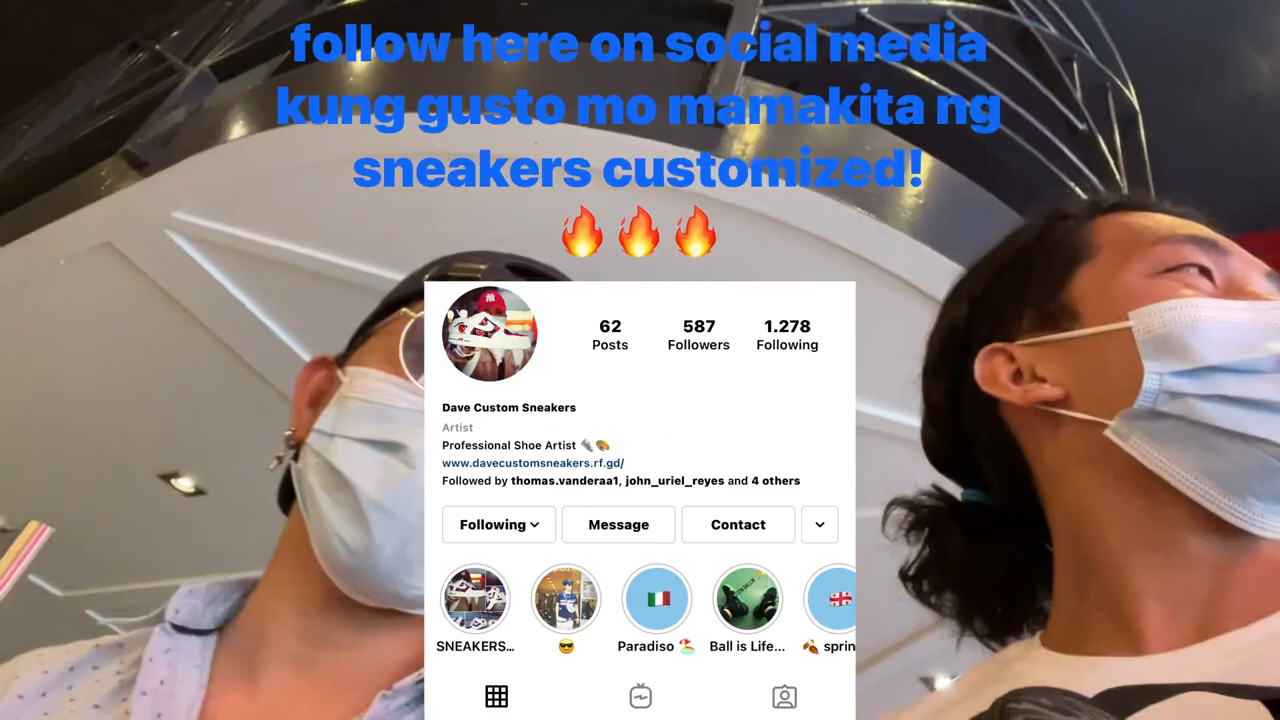 follow here on social media
kung gusto mo mamakita ng
sneakers customized!
🔥🔥🔥
62 587 1.278
Posts Followers Following
Dave Custom Sneakers
Artist
Professional Shoe Artist 👟🎨
www.davecustomsneakers.rf.gd/
Followed by thomas.vanderaa1, john_uriel_reyes and 4 others
Following Message Contact
SNEAKERS... 😎 Paradiso 🏖️ Ball is Life... 🍂 sprin